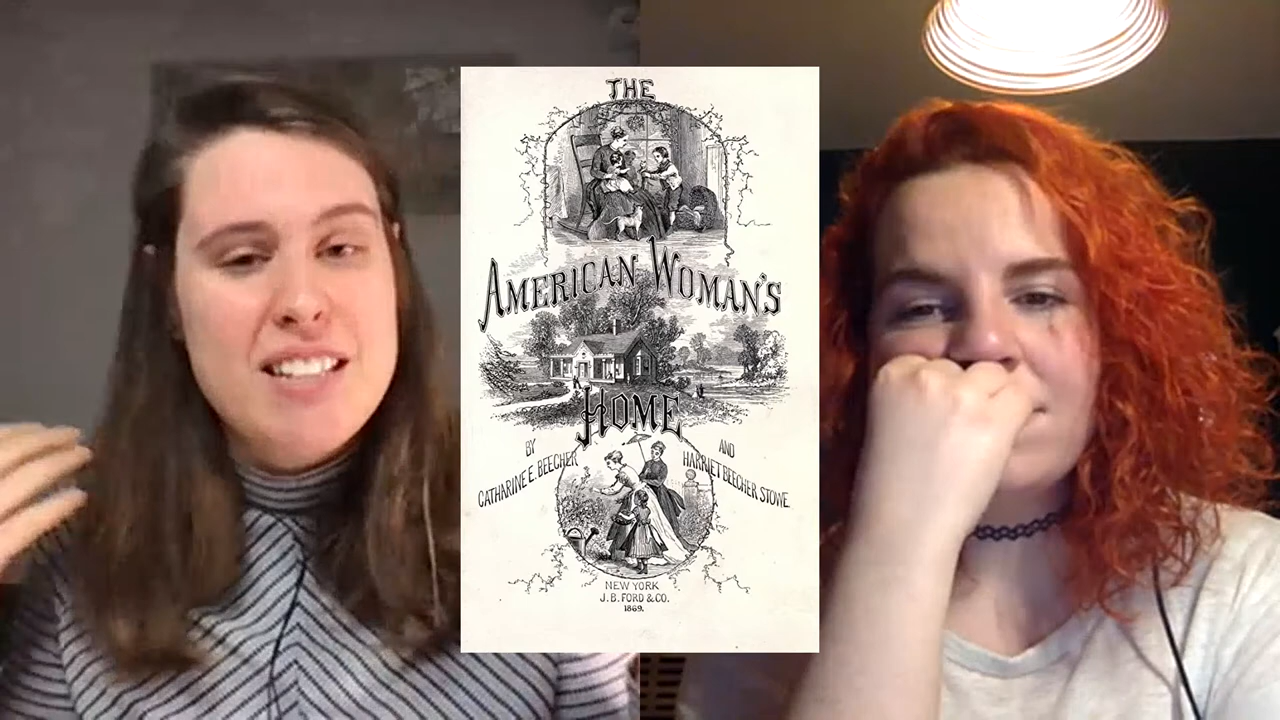 THE
AMERICAN WOMAN'S
HOME
BY
CATHARINE E. BEECHER
AND
HARRIET BEECHER STOWE.
NEW YORK
J. B. FORD & CO.
1869.